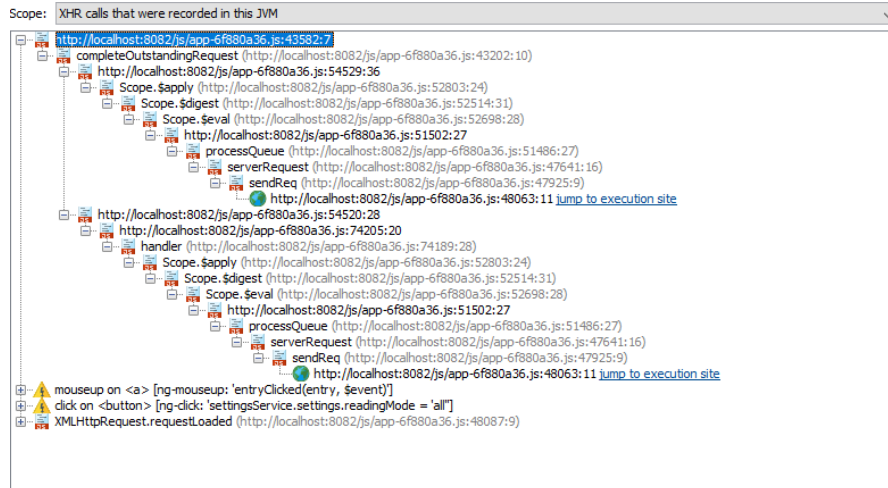 Scope: XHR calls that were recorded in this JVM
http://localhost:8082/js/app-6f880a36.js:43582:7
completeOutstandingRequest (http://localhost:8082/js/app-6f880a36.js:43202:10)
http://localhost:8082/js/app-6f880a36.js:54529:36
Scope.$apply (http://localhost:8082/js/app-6f880a36.js:52803:24)
Scope.$digest (http://localhost:8082/js/app-6f880a36.js:52514:31)
Scope.$eval (http://localhost:8082/js/app-6f880a36.js:52698:28)
http://localhost:8082/js/app-6f880a36.js:51502:27
processQueue (http://localhost:8082/js/app-6f880a36.js:51486:27)
serverRequest (http://localhost:8082/js/app-6f880a36.js:47641:16)
sendReq (http://localhost:8082/js/app-6f880a36.js:47925:9)
http://localhost:8082/js/app-6f880a36.js:48063:11 jump to execution site
http://localhost:8082/js/app-6f880a36.js:54520:28
http://localhost:8082/js/app-6f880a36.js:74205:20
handler (http://localhost:8082/js/app-6f880a36.js:74189:28)
Scope.$apply (http://localhost:8082/js/app-6f880a36.js:52803:24)
Scope.$digest (http://localhost:8082/js/app-6f880a36.js:52514:31)
Scope.$eval (http://localhost:8082/js/app-6f880a36.js:52698:28)
http://localhost:8082/js/app-6f880a36.js:51502:27
processQueue (http://localhost:8082/js/app-6f880a36.js:51486:27)
serverRequest (http://localhost:8082/js/app-6f880a36.js:47641:16)
sendReq (http://localhost:8082/js/app-6f880a36.js:47925:9)
http://localhost:8082/js/app-6f880a36.js:48063:11 jump to execution site
mouseup on <a> [ng-mouseup: 'entryClicked(entry, $event)']
click on <button> [ng-click: 'settingsService.settings.readingMode = 'all'']
XMLHttpRequest.requestLoaded (http://localhost:8082/js/app-6f880a36.js:48087:9)